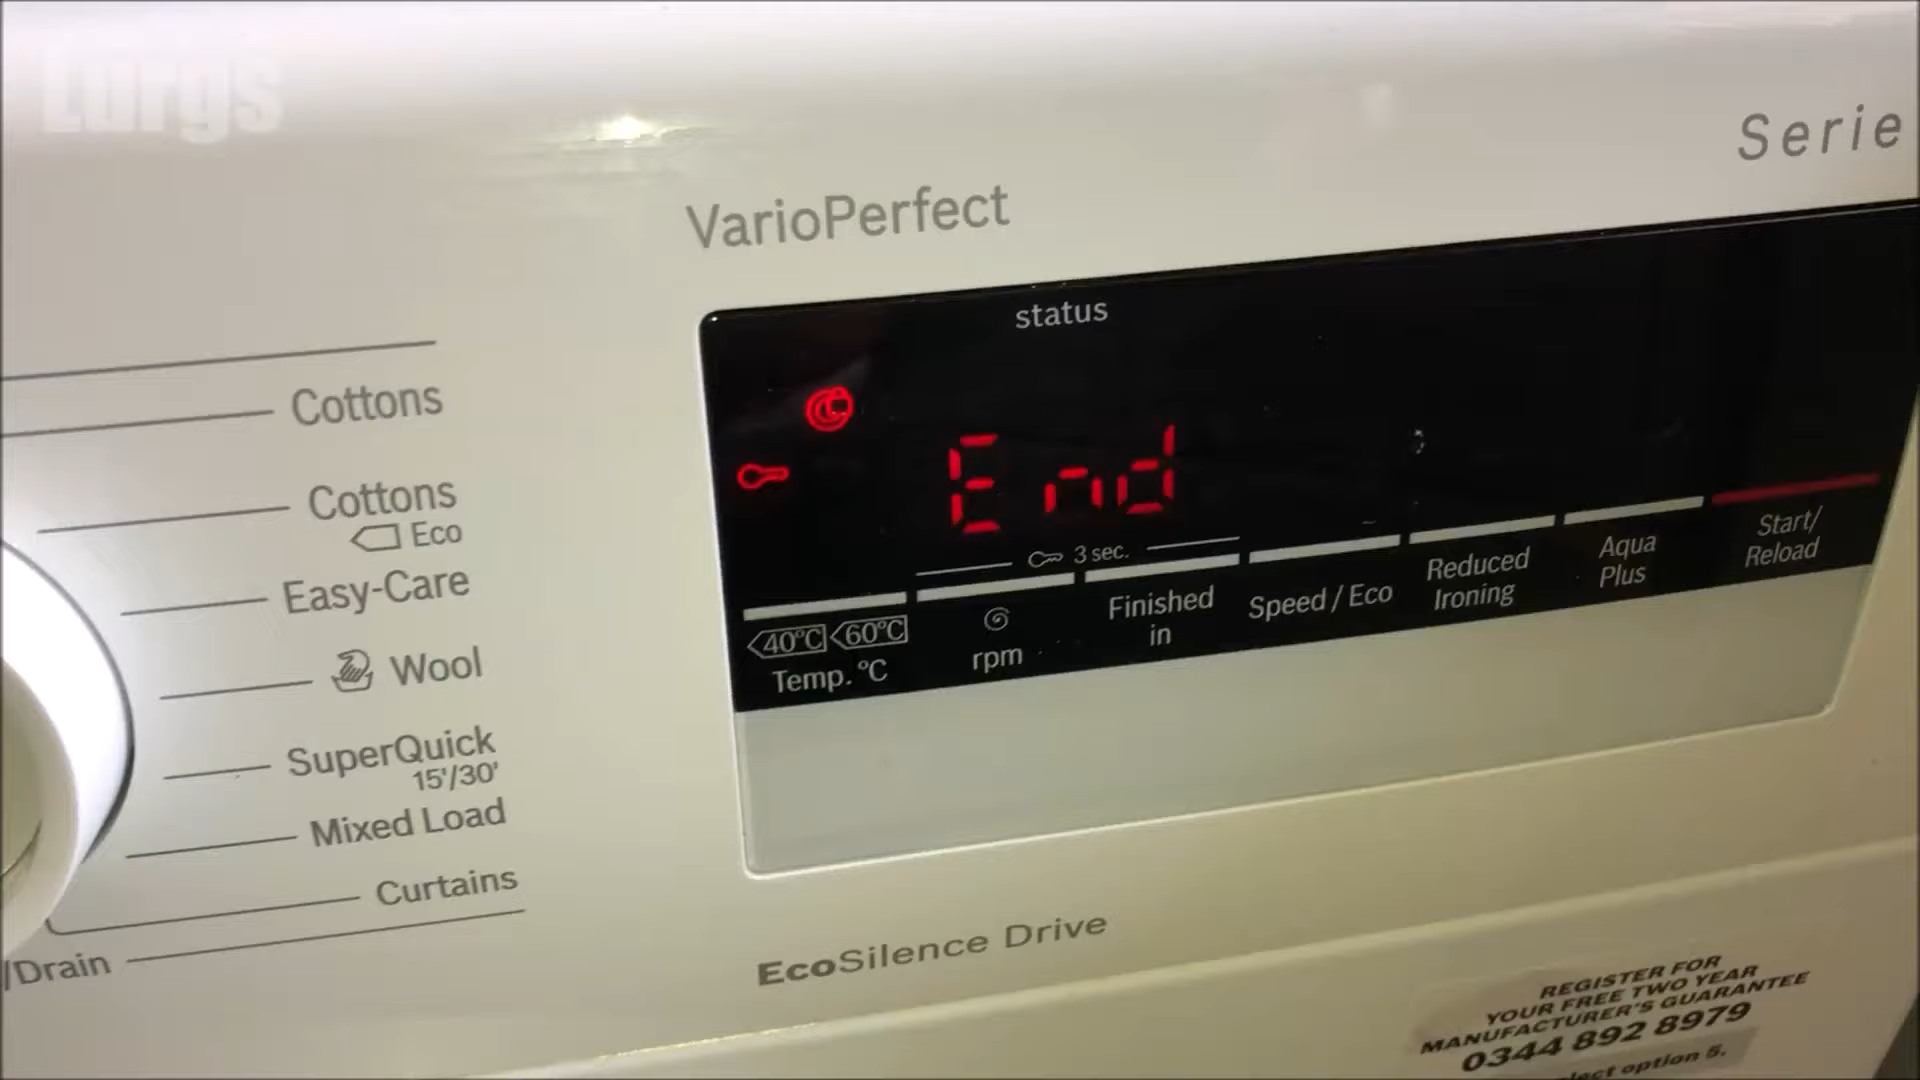 Lurgs
Serie
VarioPerfect
status
End
3 sec.
40°C 60°C
Temp. °C
rpm
Finished
in
Speed / Eco
Reduced
Ironing
Aqua
Plus
Start/
Reload
Cottons
Cottons
Eco
Easy-Care
Wool
SuperQuick
15'/30'
Mixed Load
Curtains
/Drain
EcoSilence Drive
REGISTER FOR
YOUR FREE TWO YEAR
MANUFACTURER'S GUARANTEE
0344 892 8979
option 5.